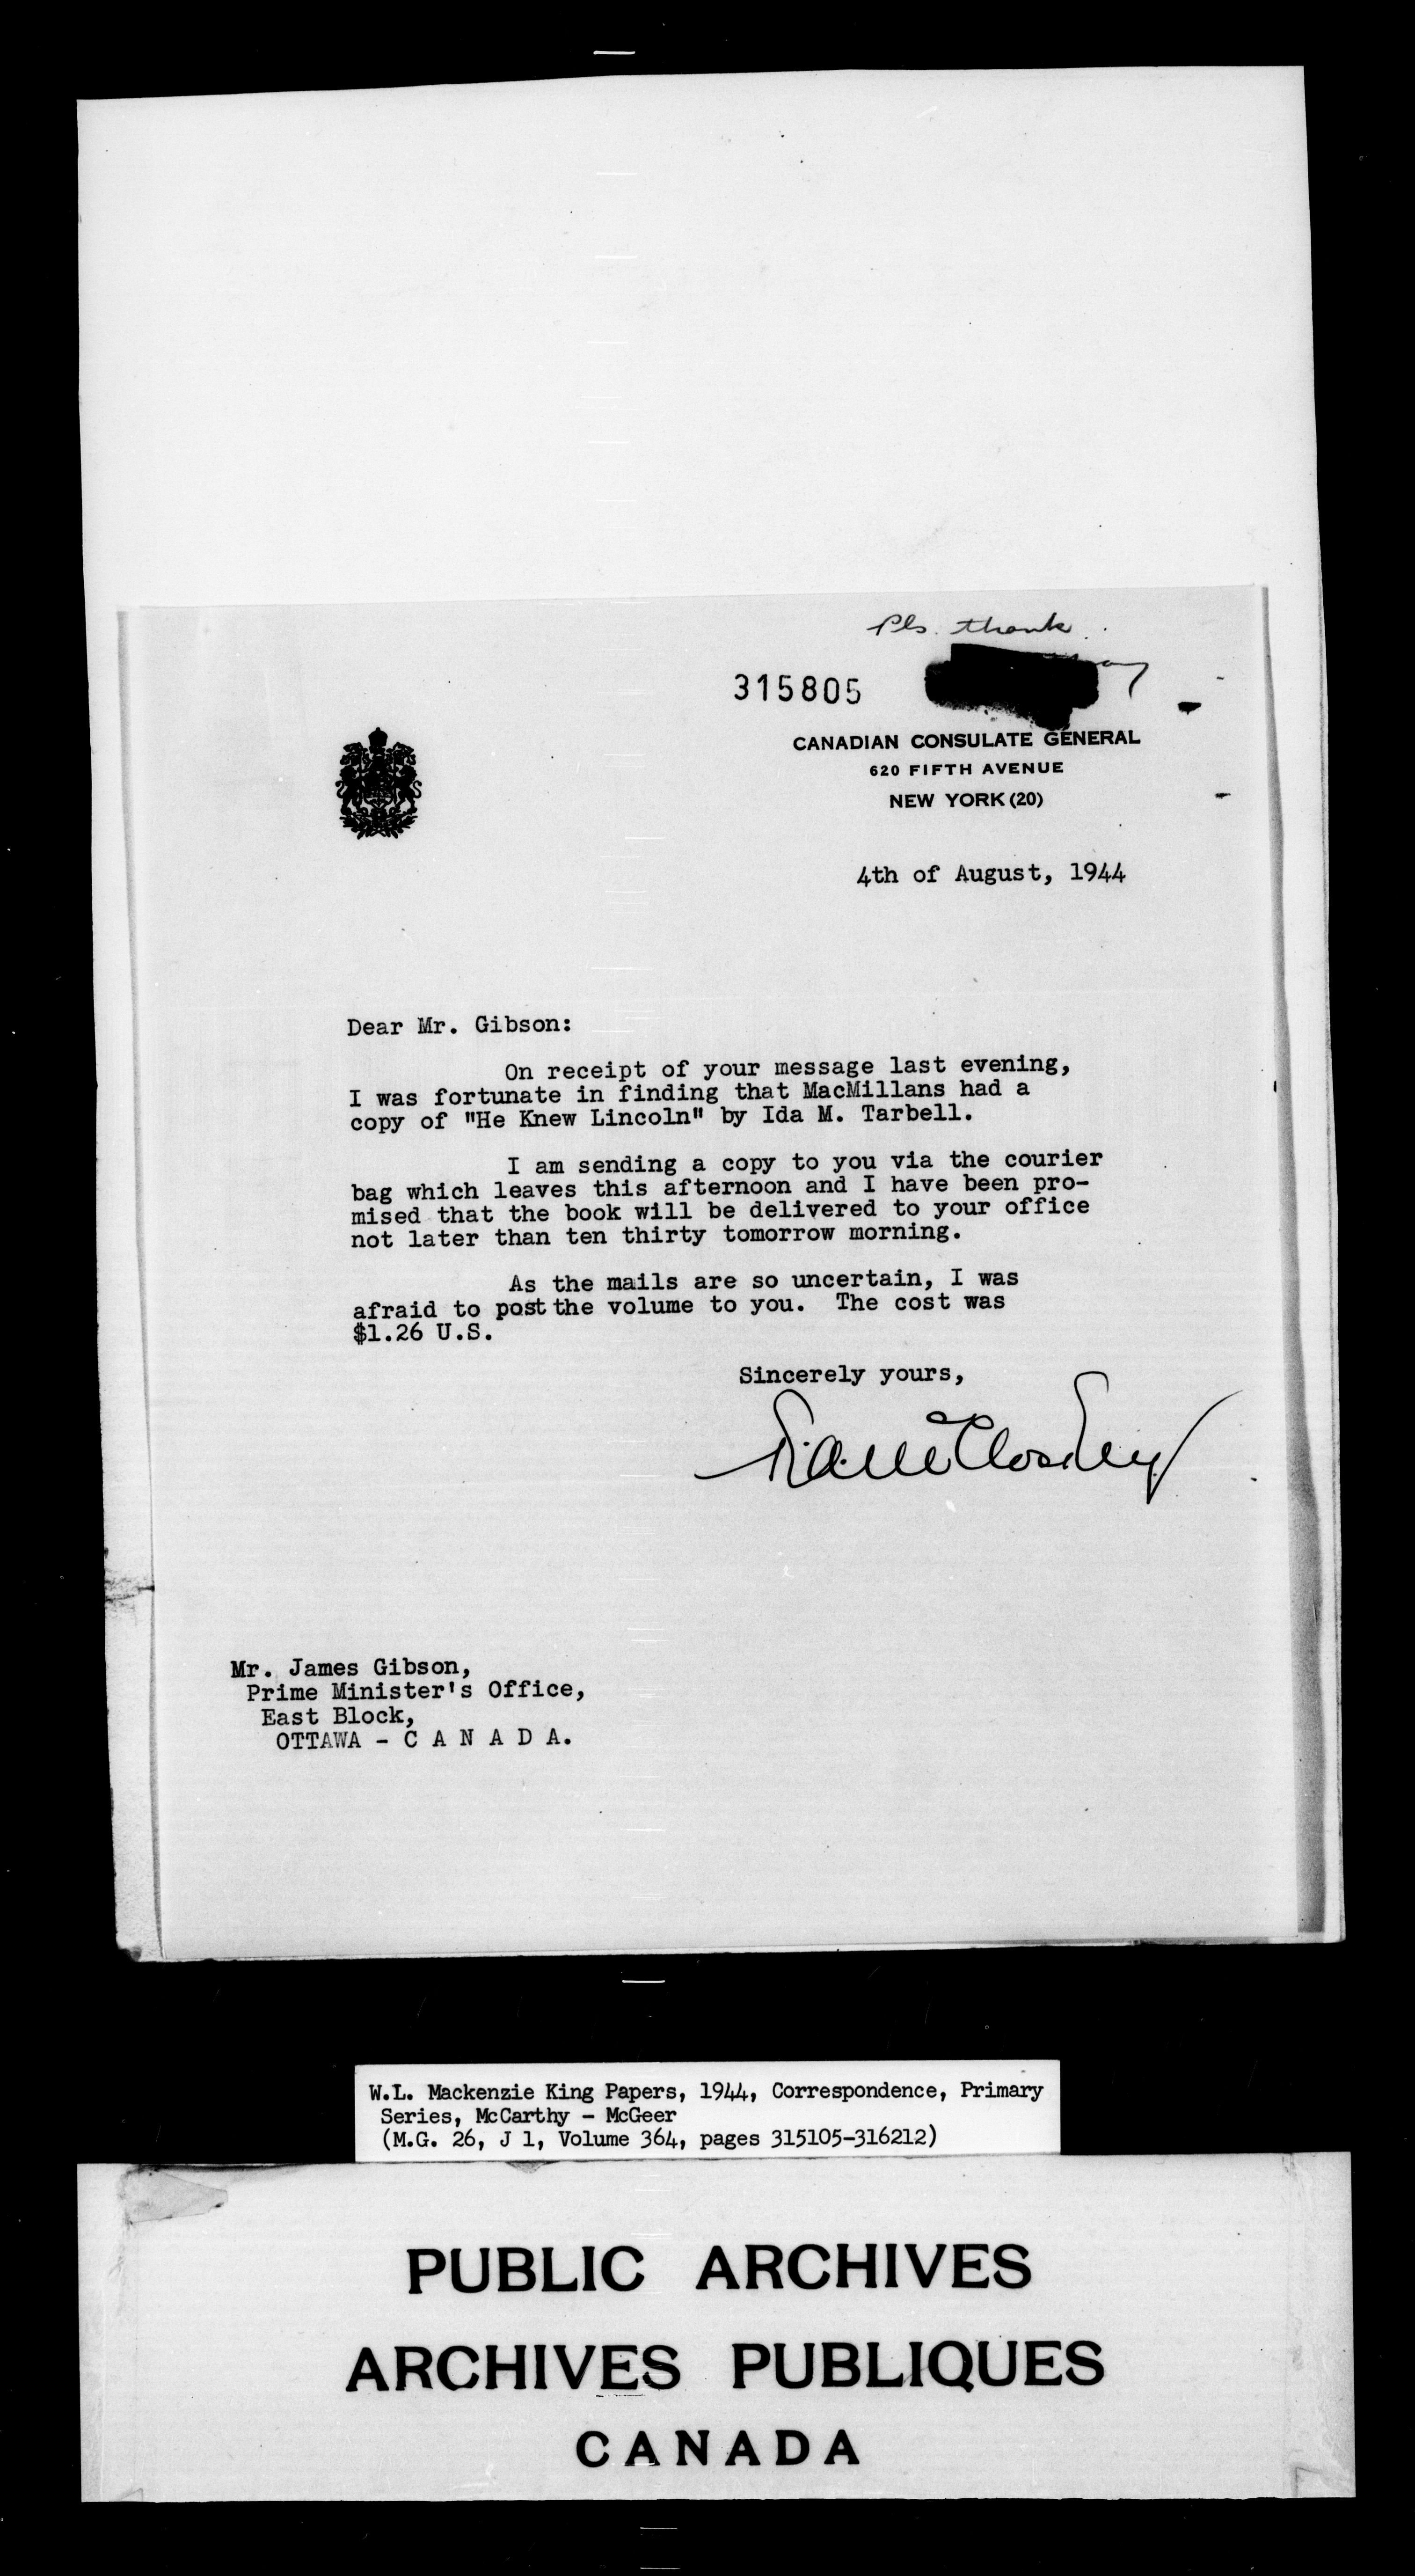 Pls. thank
315805
CANADIAN CONSULATE GENERAL
620 FIFTH AVENUE
NEW YORK (20)
4th of August, 1944
Dear Mr. Gibson:
On receipt of your message last evening,
I was fortunate in finding that MacMillans had a
copy of "He Knew Lincoln" by Ida M. Tarbell.
I am sending a copy to you via the courier
bag which leaves this afternoon and I have been pro-
mised that the book will be delivered to your office
not later than ten thirty tomorrow morning.
As the mails are so uncertain, I was
afraid to post the volume to you. The cost was
$1.26 U.S.
Sincerely yours,
Mr. James Gibson,
Prime Minister's Office,
East Block,
OTTAWA - C A N A D A.
W.L. Mackenzie King Papers, 1944, Correspondence, Primary
Series, McCarthy - McGeer
(M.G. 26, J 1, Volume 364, pages 315105-316212)
PUBLIC ARCHIVES
ARCHIVES PUBLIQUES
CANADA